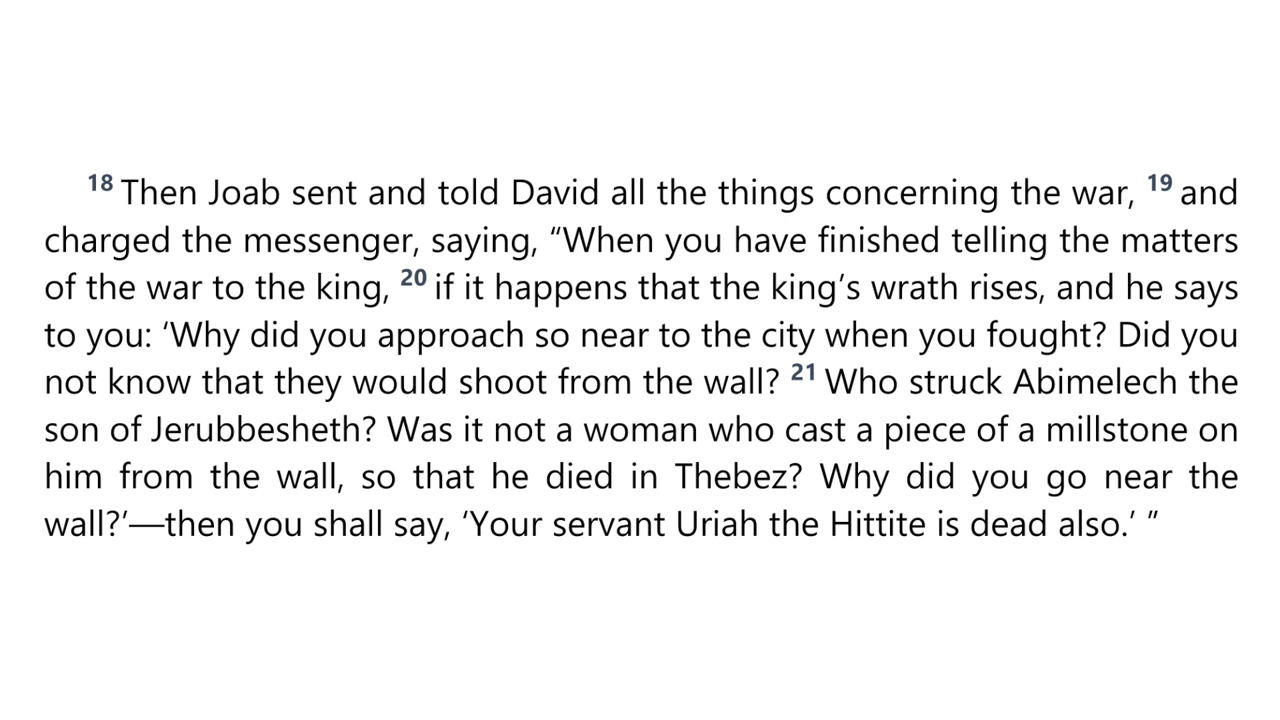 18 Then Joab sent and told David all the things concerning the war, 19 and
charged the messenger, saying, “When you have finished telling the matters
of the war to the king, 20 if it happens that the king’s wrath rises, and he says
to you: ‘Why did you approach so near to the city when you fought? Did you
not know that they would shoot from the wall? 21 Who struck Abimelech the
son of Jerubbesheth? Was it not a woman who cast a piece of a millstone on
him from the wall, so that he died in Thebez? Why did you go near the
wall?’—then you shall say, ‘Your servant Uriah the Hittite is dead also.’ ”